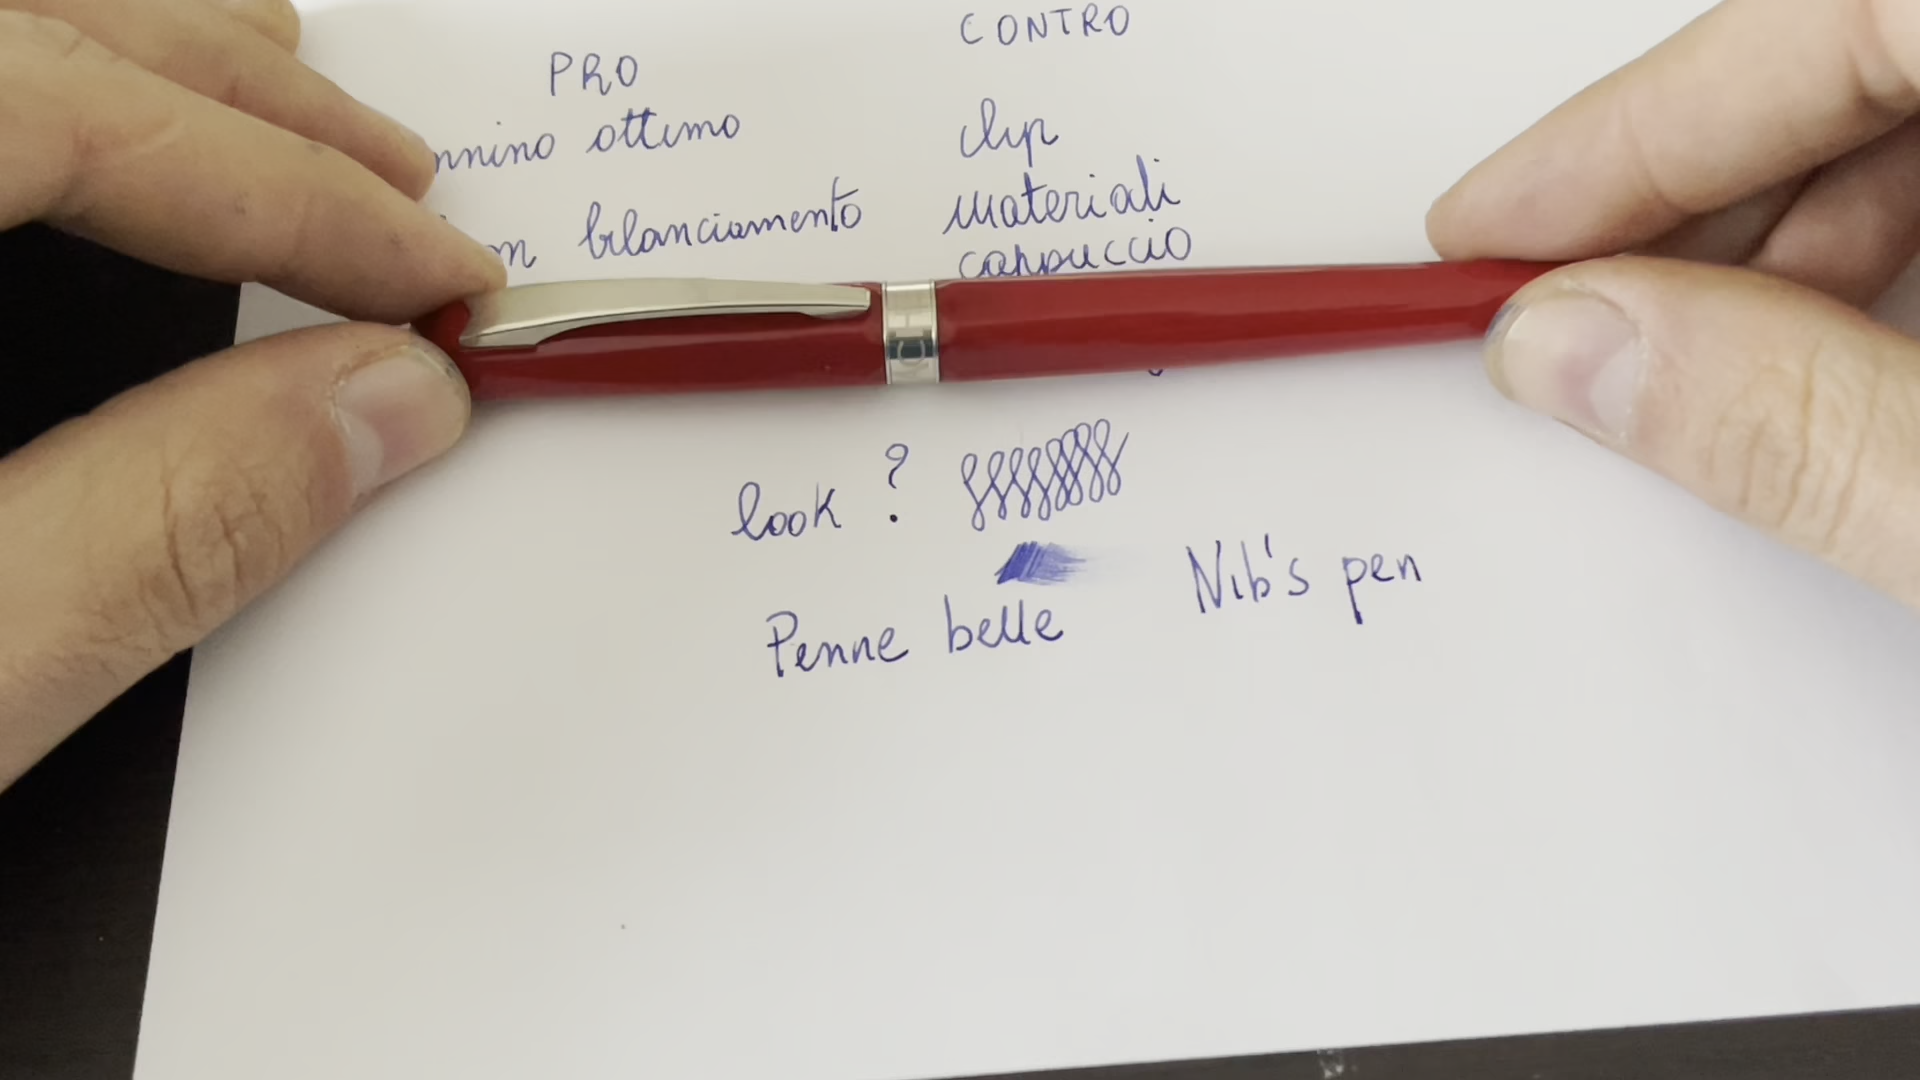 PRO
CONTRO
nnino ottimo
clip
bilanciamento
materiali
cappuccio
look ?
Nib's pen
Penne belle